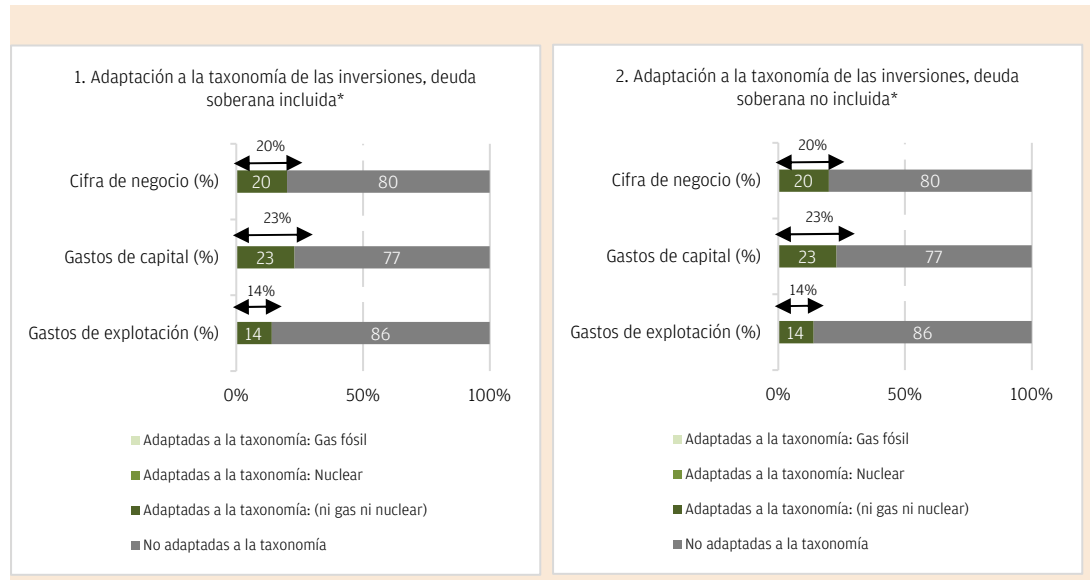 1. Adaptación a la taxonomía de las inversiones, deuda
soberana incluida*
20%
Cifra de negocio (%)
20
80
23%
Gastos de capital (%)
23
77
14%
Gastos de explotación (%)
14
86
0%
50%
100%
Adaptadas a la taxonomía: Gas fósil
Adaptadas a la taxonomía: Nuclear
Adaptadas a la taxonomía: (ni gas ni nuclear)
No adaptadas a la taxonomía
2. Adaptación a la taxonomía de las inversiones, deuda
soberana no incluida*
20%
Cifra de negocio (%)
20
80
23%
Gastos de capital (%)
23
77
14%
Gastos de explotación (%)
14
86
0%
50%
100%
Adaptadas a la taxonomía: Gas fósil
Adaptadas a la taxonomía: Nuclear
Adaptadas a la taxonomía: (ni gas ni nuclear)
No adaptadas a la taxonomía